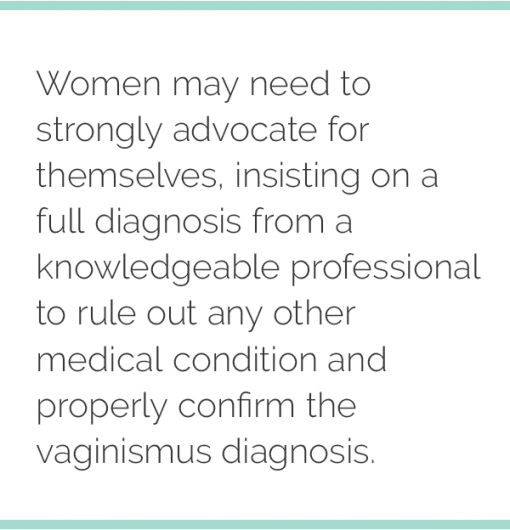 Women may need to
strongly advocate for
themselves, insisting on a
full diagnosis from a
knowledgeable professional
to rule out any other
medical condition and
properly confirm the
vaginismus diagnosis.